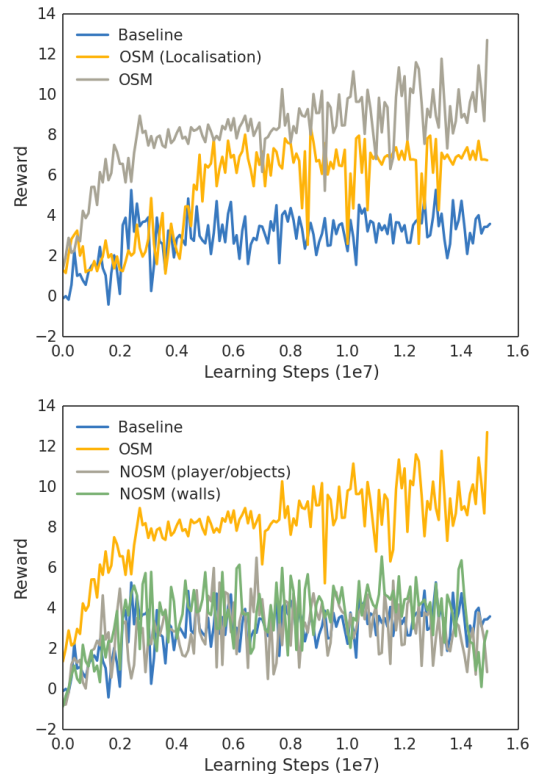 14
12
10
8
6
4
2
0
−2
Reward
Baseline
OSM (Localisation)
OSM
0.0 0.2 0.4 0.6 0.8 1.0 1.2 1.4 1.6
Learning Steps (1e7)
14
12
10
8
6
4
2
0
−2
Reward
Baseline
OSM
NOSM (player/objects)
NOSM (walls)
0.0 0.2 0.4 0.6 0.8 1.0 1.2 1.4 1.6
Learning Steps (1e7)